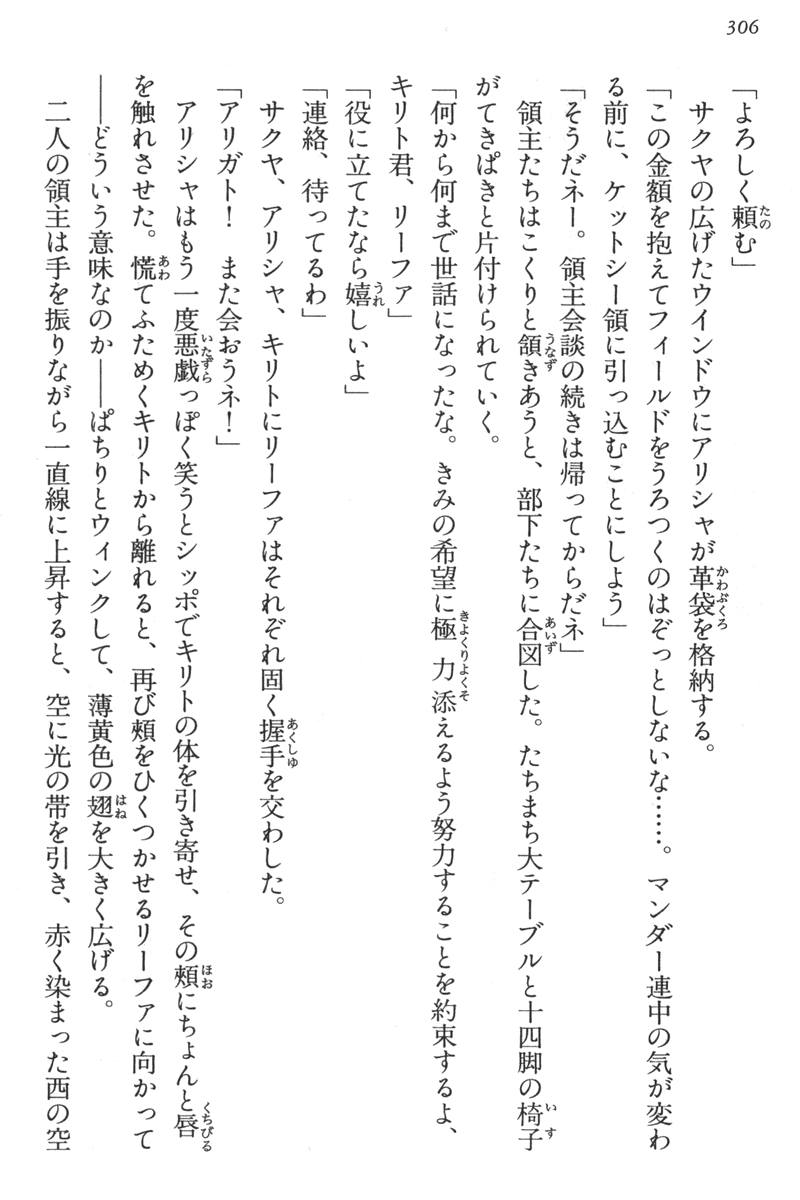 306
「よろしく頼む」
サクヤの広げたウインドウにアリシャが革袋を格納する。
「この金額を抱えてフィールドをうろつくのはぞっとしないな……。マンダー連中の気が変わ
る前に、ケットシー領に引っ込むことにしよう」
「そうだネー。領主会談の続きは帰ってからだネ」
領主たちはこくりと頷きあうと、部下たちに合図した。たちまち大テーブルと十四脚の椅子
がてきぱきと片付けられていく。
「何から何まで世話になったな。きみの希望に極力添えるよう努力することを約束するよ、
キリト君、リーファ」
「役に立てたなら嬉しいよ」
「連絡、待ってるわ」
サクヤ、アリシャ、キリトにリーファはそれぞれ固く握手を交わした。
「アリガト！　また会おうネ！」
アリシャはもう一度悪戯っぽく笑うとシッポでキリトの体を引き寄せ、その頬にちょんと唇
を触れさせた。慌てふためくキリトから離れると、再び頬をひくつかせるリーファに向かって
――どういう意味なのか――ぱちりとウィンクして、薄黄色の翅を大きく広げる。
二人の領主は手を振りながら一直線に上昇すると、空に光の帯を引き、赤く染まった西の空